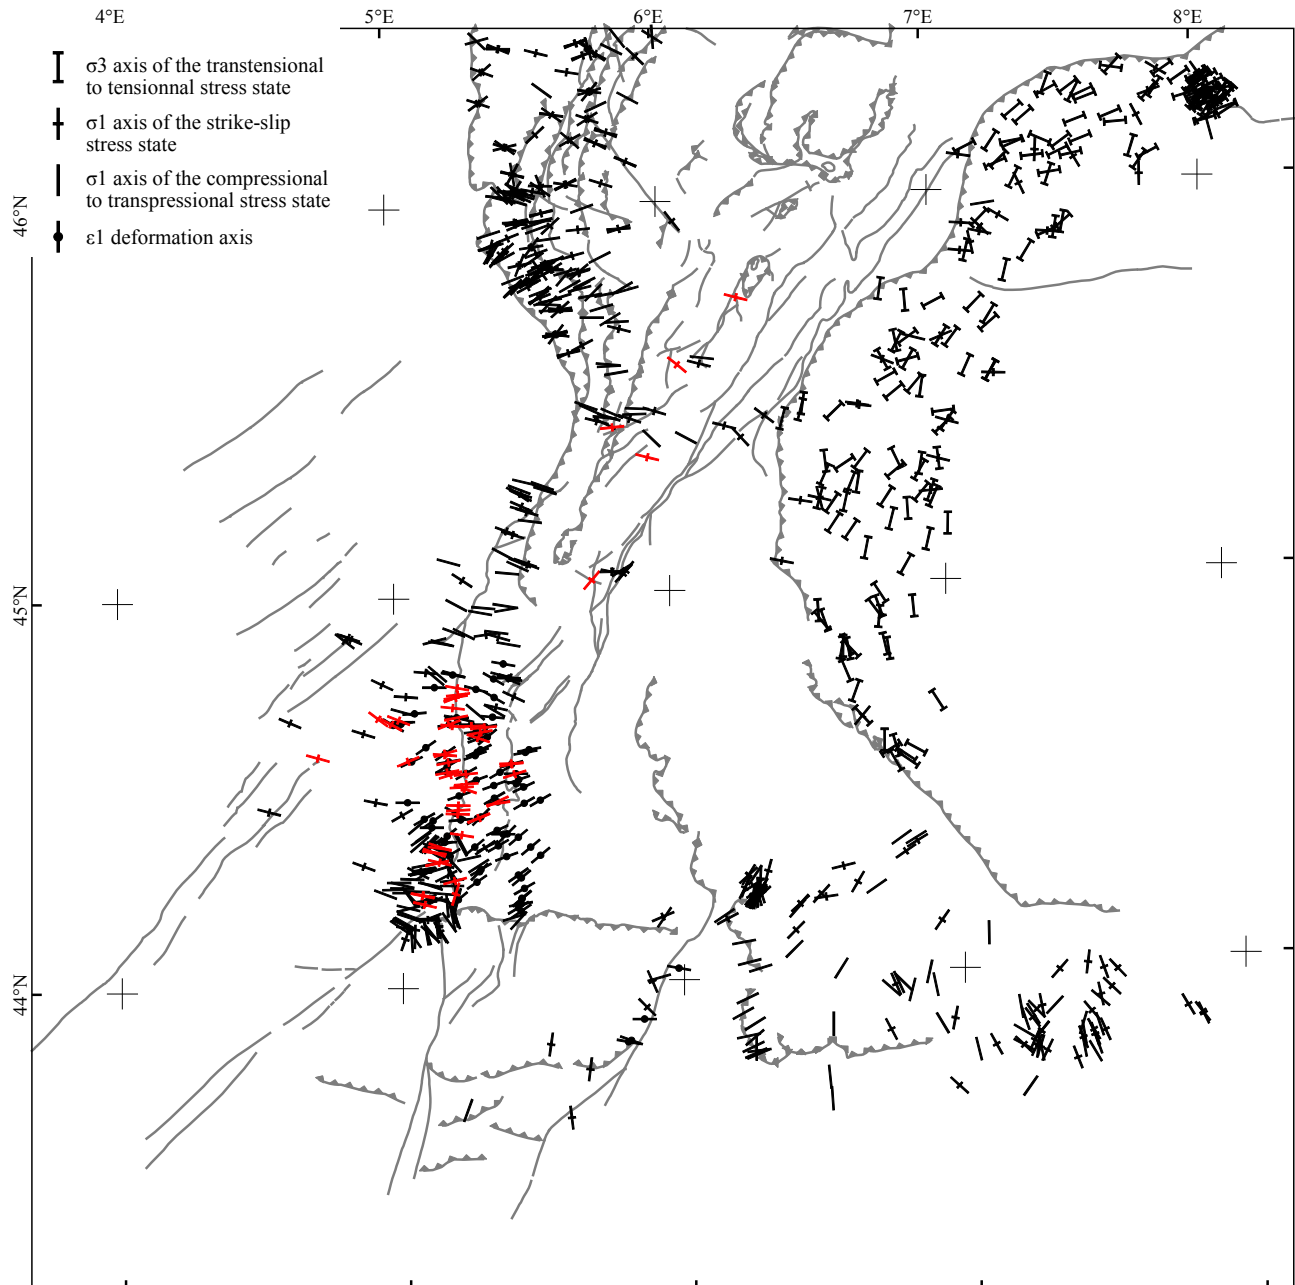 4°E 5°E 6°E 7°E 8°E
σ3 axis of the transtensional
to tensionnal stress state
σ1 axis of the strike-slip
stress state
σ1 axis of the compressional
to transpressional stress state
ε1 deformation axis
46°N
45°N
44°N